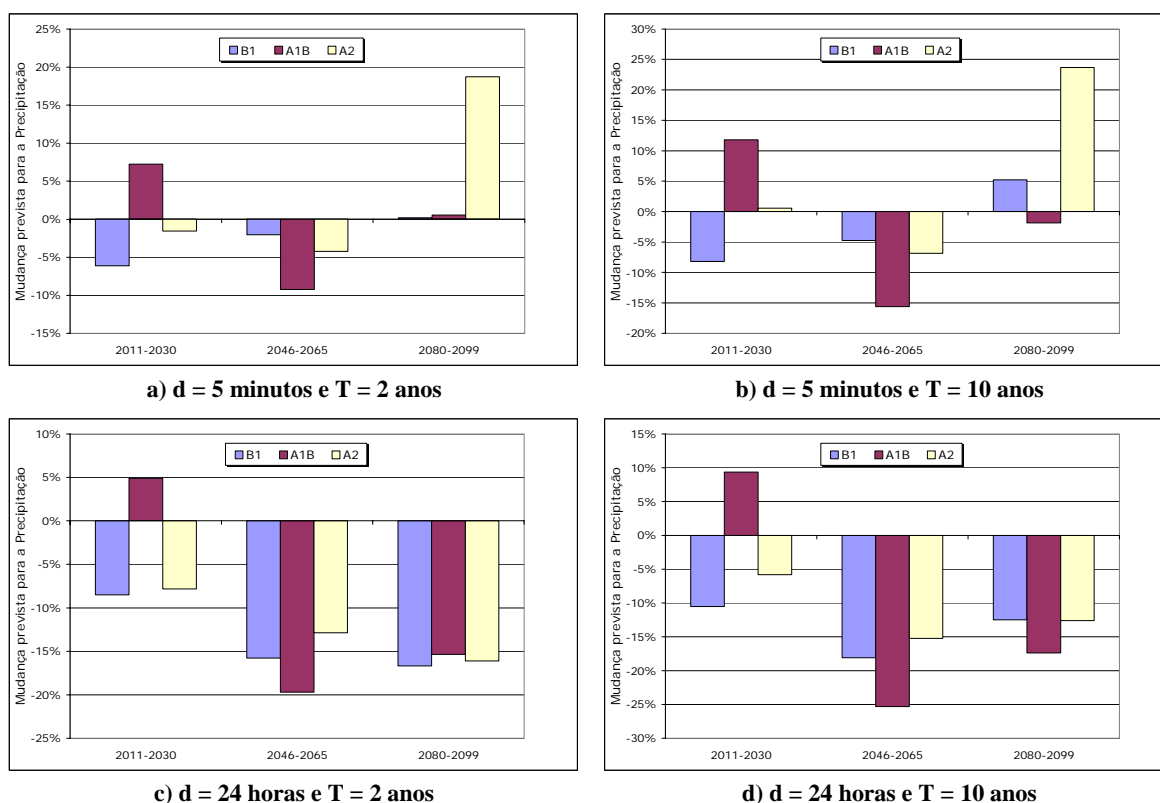 25%
20%
15%
10%
5%
0%
-5%
-10%
-15%
Mudança prevista para a Precipitação
B1 A1B A2
2011-2030 2046-2065 2080-2099
a) d = 5 minutos e T = 2 anos
30%
25%
20%
15%
10%
5%
0%
-5%
-10%
-15%
-20%
Mudança prevista para a Precipitação
B1 A1B A2
2011-2030 2046-2065 2080-2099
b) d = 5 minutos e T = 10 anos
10%
5%
0%
-5%
-10%
-15%
-20%
-25%
Mudança prevista para a Precipitação
B1 A1B A2
2011-2030 2046-2065 2080-2099
c) d = 24 horas e T = 2 anos
15%
10%
5%
0%
-5%
-10%
-15%
-20%
-25%
-30%
Mudança prevista para a Precipitação
B1 A1B A2
2011-2030 2046-2065 2080-2099
d) d = 24 horas e T = 10 anos